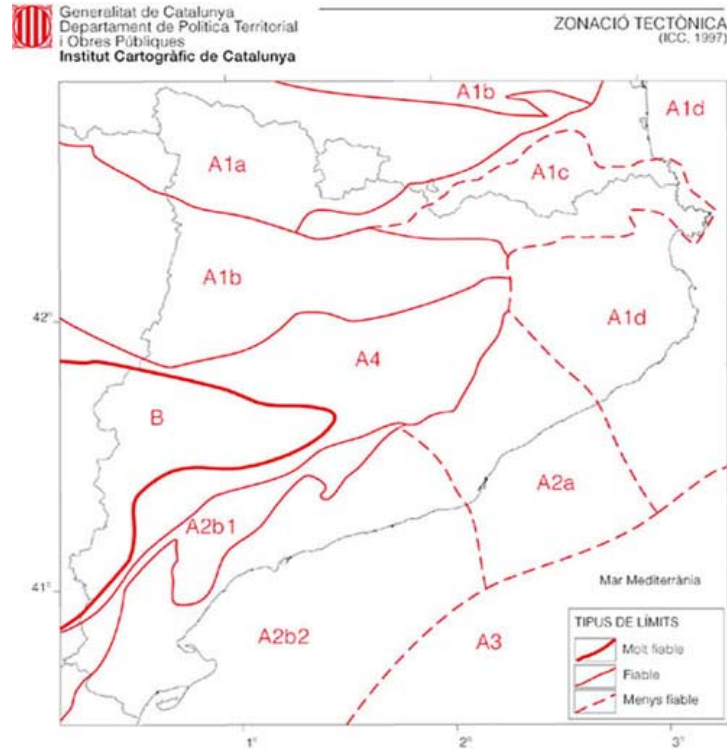 Generalitat de Catalunya
Departament de Política Territorial
i Obres Públiques
Institut Cartogràfic de Catalunya
ZONACIÓ TECTÒNICA
(ICC, 1997)
A1b
A1d
A1a
A1c
A1b
A1d
42°
A4
B
A2a
A2b1
41°
Mar Mediterrània
A2b2
A3
TIPUS DE LÍMITS
Molt fiable
Fiable
Menys fiable
1°
2°
3°